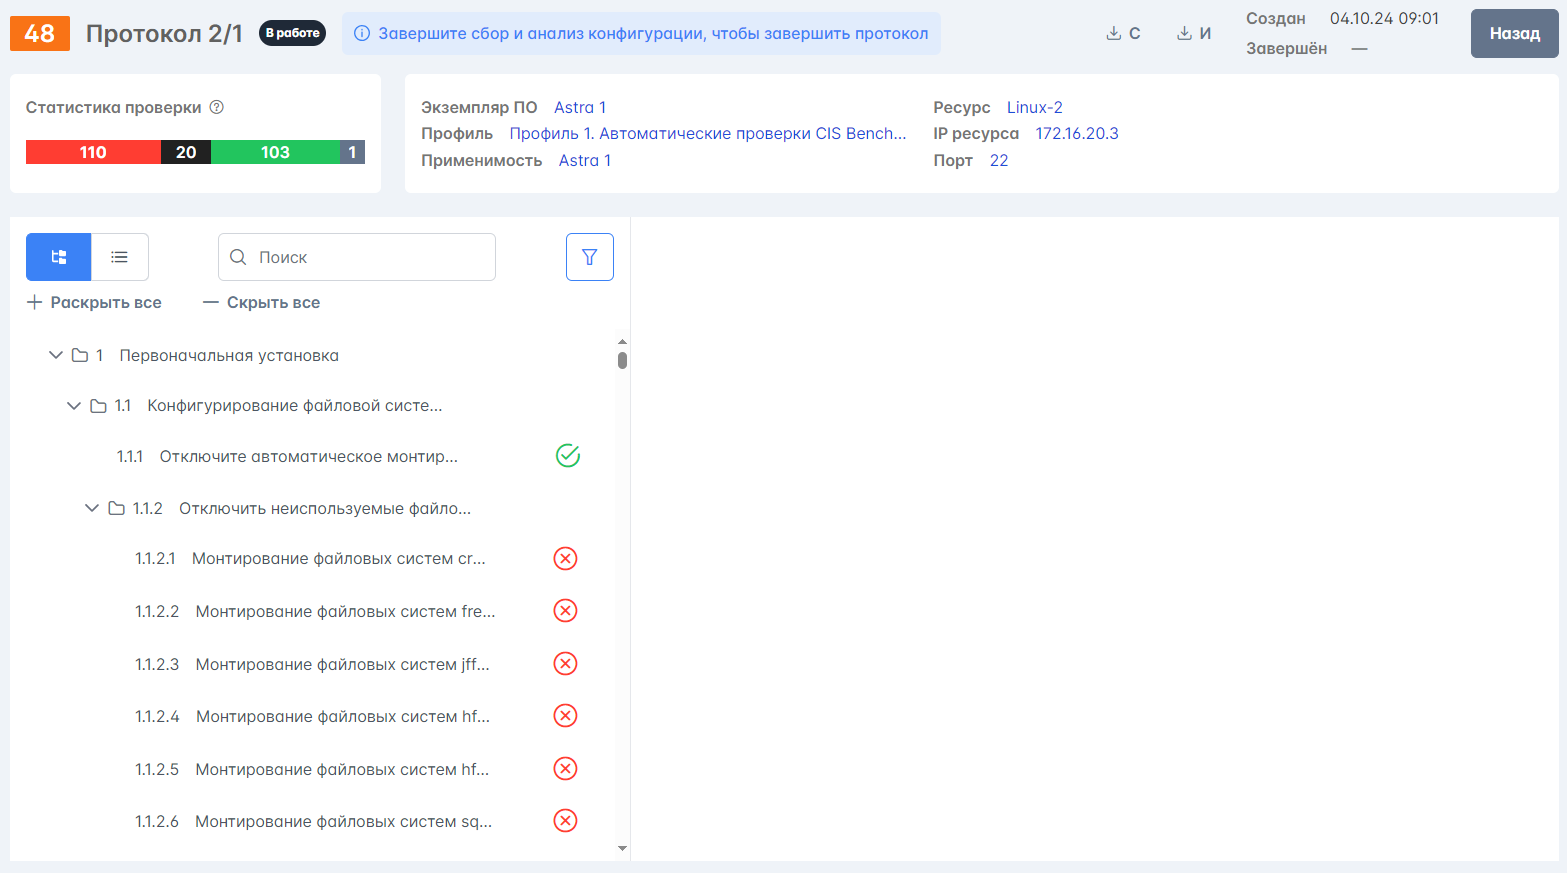 48 Протокол 2/1 В работе Завершите сбор и анализ конфигурации, чтобы завершить протокол С И Создан 04.10.24 09:01 Назад
Завершён —
Статистика проверки
110 20 103 1
Экземпляр ПО Astra 1
Профиль Профиль 1. Автоматические проверки CIS Bench...
Применимость Astra 1
Ресурс Linux-2
IP ресурса 172.16.20.3
Порт 22
Поиск
Раскрыть все Скрыть все
1 Первоначальная установка
1.1 Конфигурирование файловой систе...
1.1.1 Отключите автоматическое монтир...
1.1.2 Отключить неиспользуемые файло...
1.1.2.1 Монтирование файловых систем cr...
1.1.2.2 Монтирование файловых систем fre...
1.1.2.3 Монтирование файловых систем jff...
1.1.2.4 Монтирование файловых систем hf...
1.1.2.5 Монтирование файловых систем hf...
1.1.2.6 Монтирование файловых систем sq...